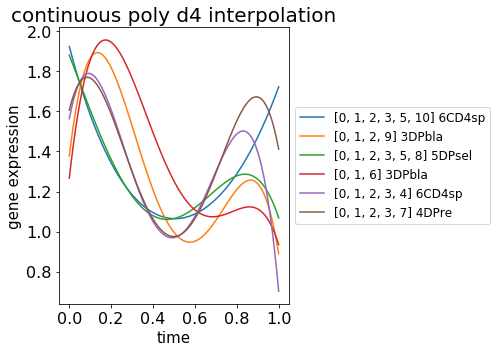 continuous poly d4 interpolation
gene expression
2.0
1.8
1.6
1.4
1.2
1.0
0.8
0.0 0.2 0.4 0.6 0.8 1.0
time
[0, 1, 2, 3, 5, 10] 6CD4sp
[0, 1, 2, 9] 3DPbla
[0, 1, 2, 3, 5, 8] 5DPsel
[0, 1, 6] 3DPbla
[0, 1, 2, 3, 4] 6CD4sp
[0, 1, 2, 3, 7] 4DPre